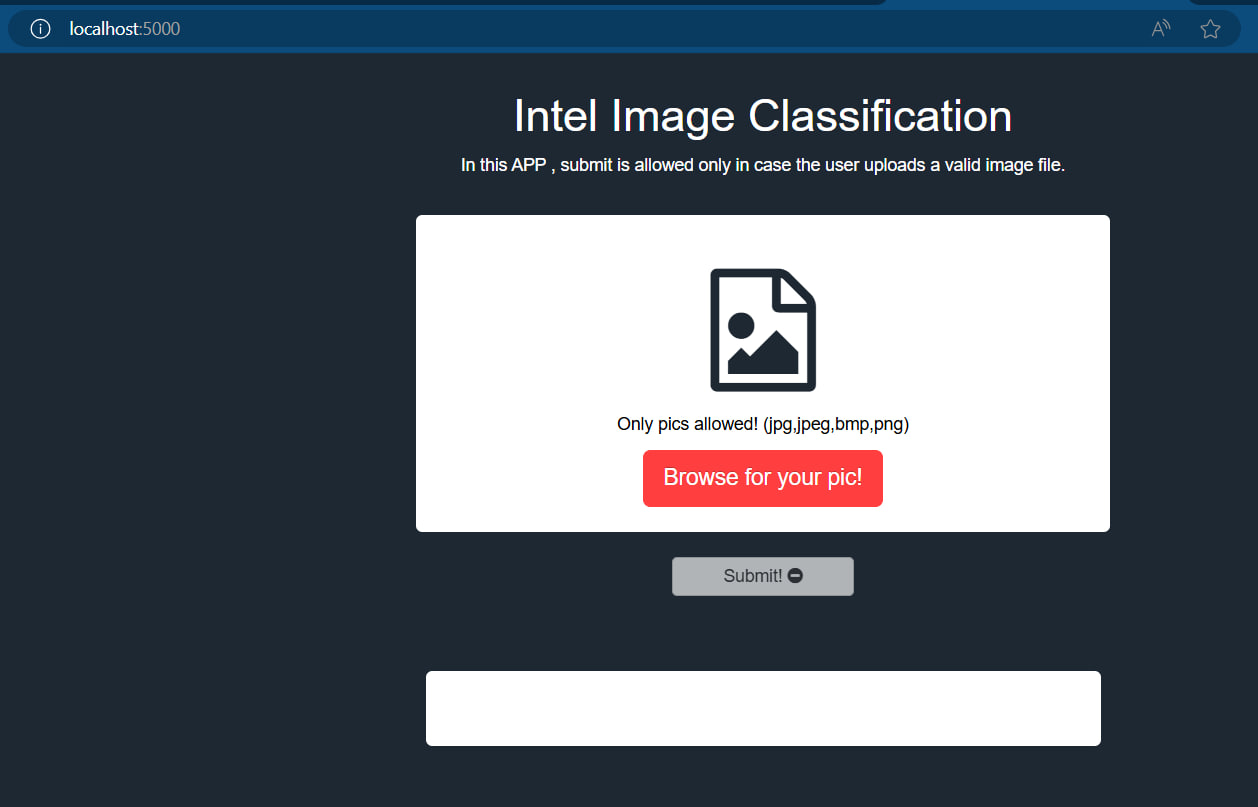 localhost:5000
Intel Image Classification
In this APP , submit is allowed only in case the user uploads a valid image file.
Only pics allowed! (jpg,jpeg,bmp,png)
Browse for your pic!
Submit!